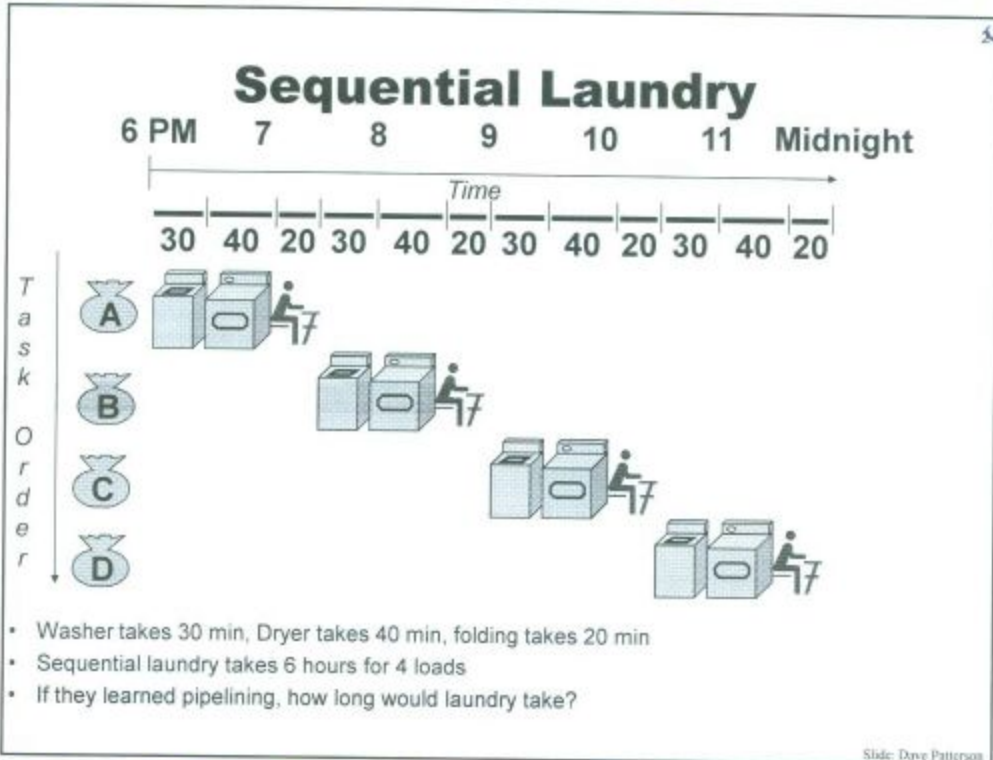 Sequential Laundry
6 PM 7 8 9 10 11 Midnight
Time
30 40 20 30 40 20 30 40 20 30 40 20
Task Order
A
B
C
D
• Washer takes 30 min, Dryer takes 40 min, folding takes 20 min
• Sequential laundry takes 6 hours for 4 loads
• If they learned pipelining, how long would laundry take?
Slide: Dave Patterson